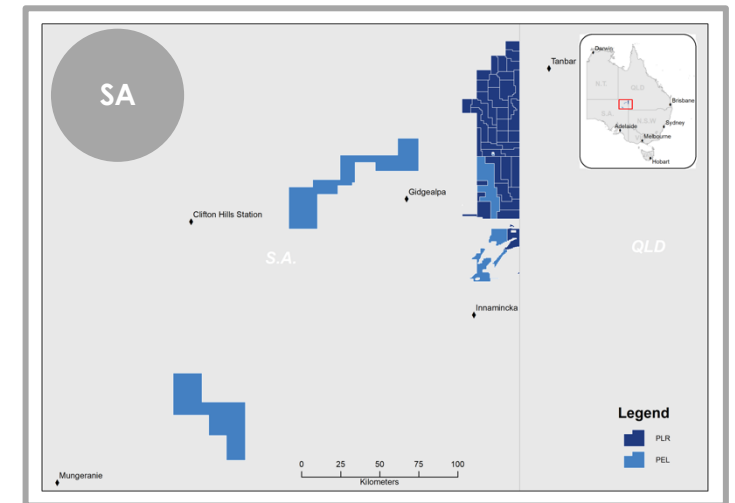 SA
Tanbar
Darwin
N.T.
QLD
Brisbane
S.A.
N.S.W
Adelaide
Sydney
Melbourne
Hobart
Gidgealpa
Clifton Hills Station
S.A.
QLD
Innamincka
Legend
PLR
PEL
0 25 50 75 100
Kilometers
Mungeranie